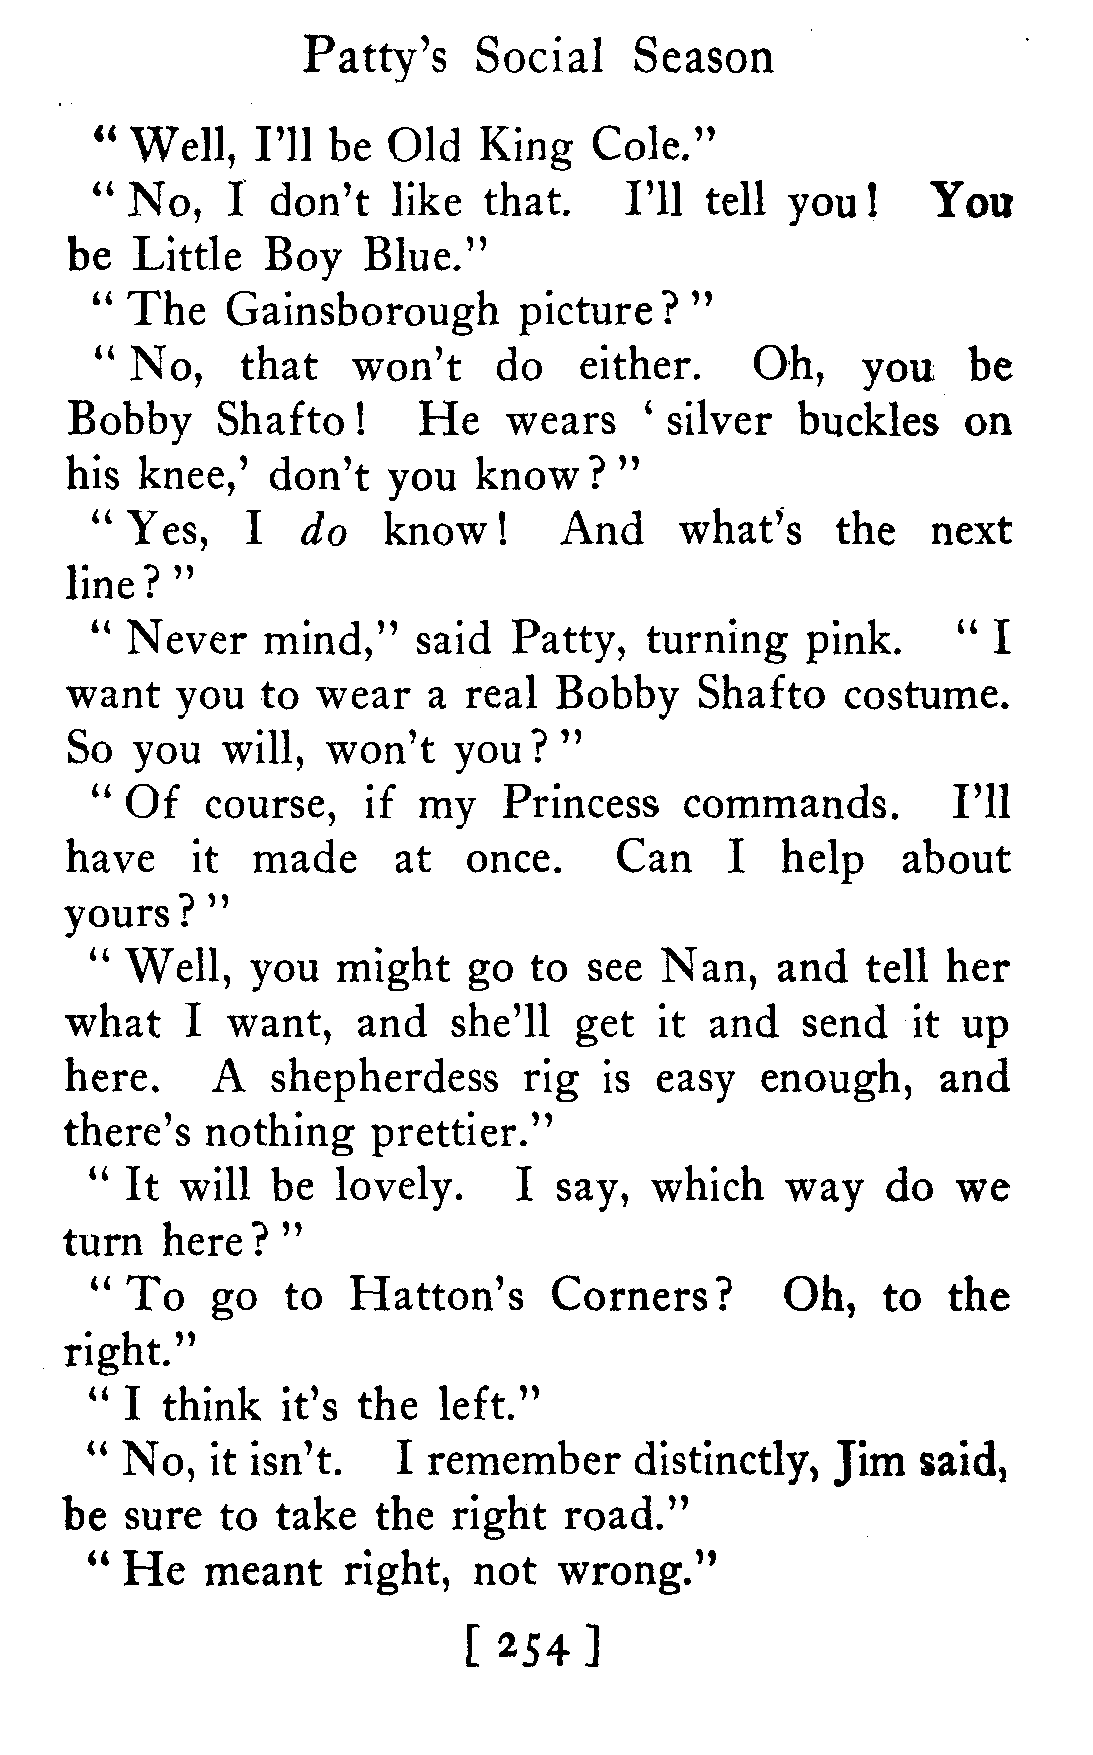 Patty's Social Season
" Well, I'll be Old King Cole."
" No, I don't like that. I'll tell you! You
be Little Boy Blue."
" The Gainsborough picture? "
" No, that won't do either. Oh, you be
Bobby Shafto! He wears ' silver buckles on
his knee,' don't you know? "
" Yes, I do know! And what's the next
line? "
" Never mind," said Patty, turning pink. " I
want you to wear a real Bobby Shafto costume.
So you will, won't you? "
" Of course, if my Princess commands. I'll
have it made at once. Can I help about
yours? "
" Well, you might go to see Nan, and tell her
what I want, and she'll get it and send it up
here. A shepherdess rig is easy enough, and
there's nothing prettier."
" It will be lovely. I say, which way do we
turn here? "
" To go to Hatton's Corners? Oh, to the
right."
" I think it's the left."
" No, it isn't. I remember distinctly, Jim said,
be sure to take the right road."
" He meant right, not wrong."
[ 254 ]